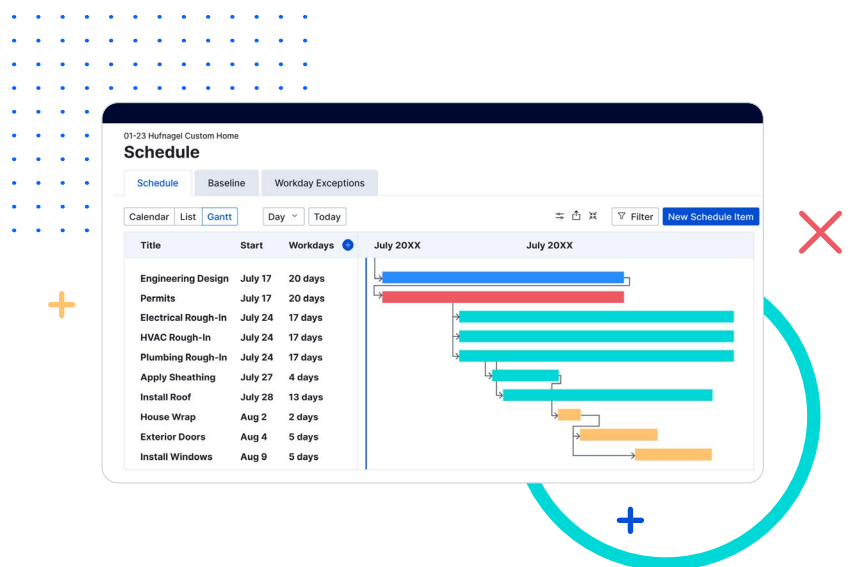 01-23 Hufnagel Custom Home
Schedule
Schedule Baseline Workday Exceptions
Calendar List Gantt Day Today Filter New Schedule Item
Title Start Workdays July 20XX July 20XX
Engineering Design July 17 20 days
Permits July 17 20 days
Electrical Rough-In July 24 17 days
HVAC Rough-In July 24 17 days
Plumbing Rough-In July 24 17 days
Apply Sheathing July 27 4 days
Install Roof July 28 13 days
House Wrap Aug 2 2 days
Exterior Doors Aug 4 5 days
Install Windows Aug 9 5 days